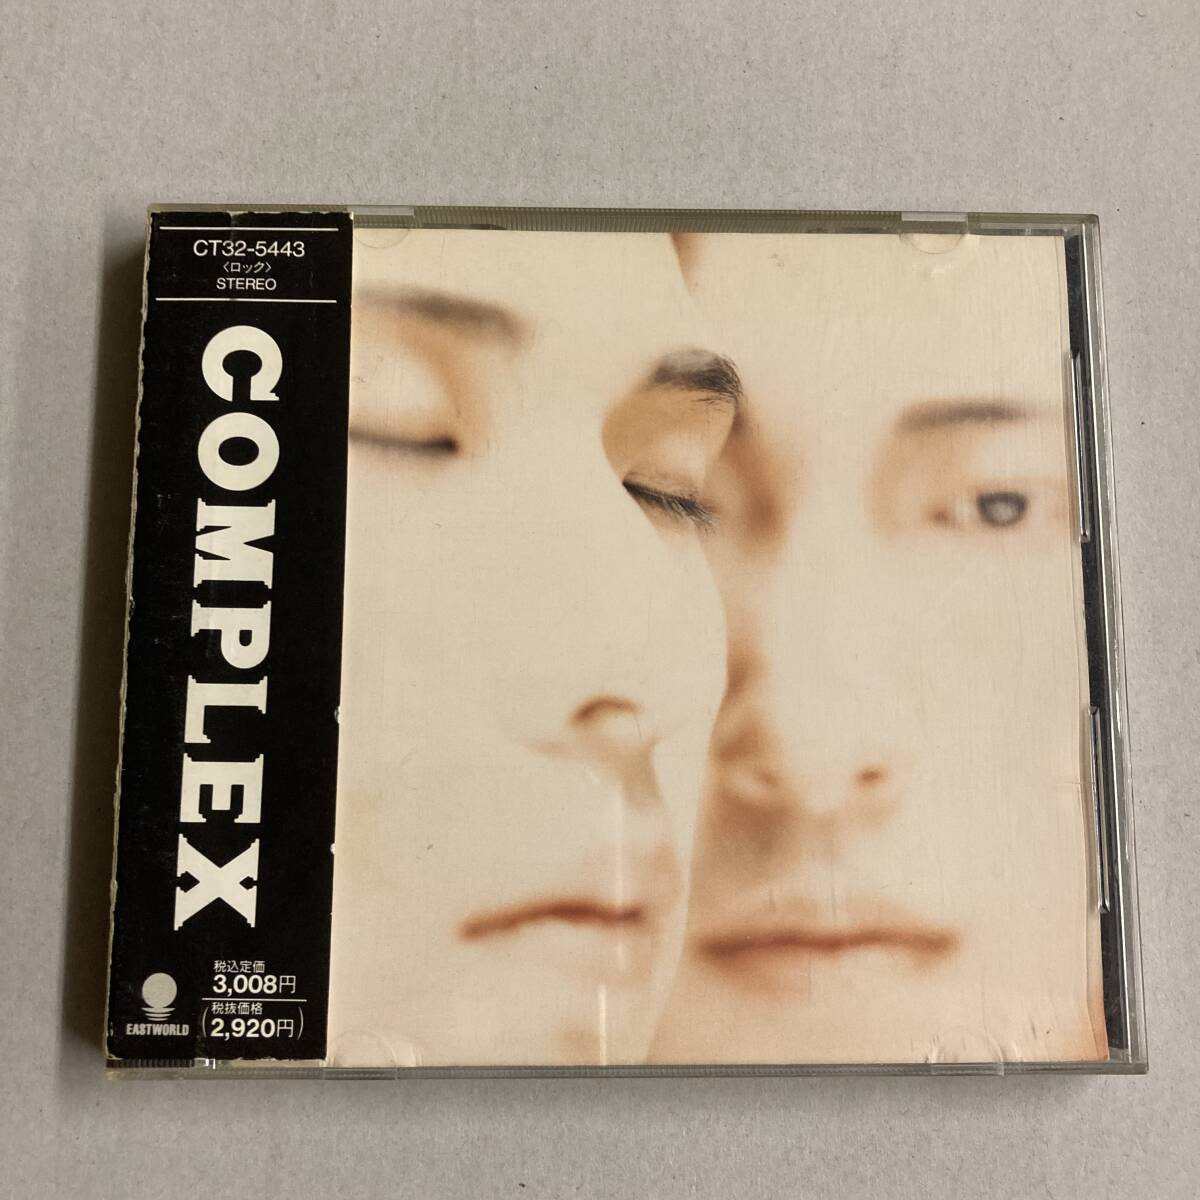 CT32-5443
〈ロック〉
STEREO
COMPLEX
税込定価
3,008円
税抜価格
(2,920円)
EASTWORLD